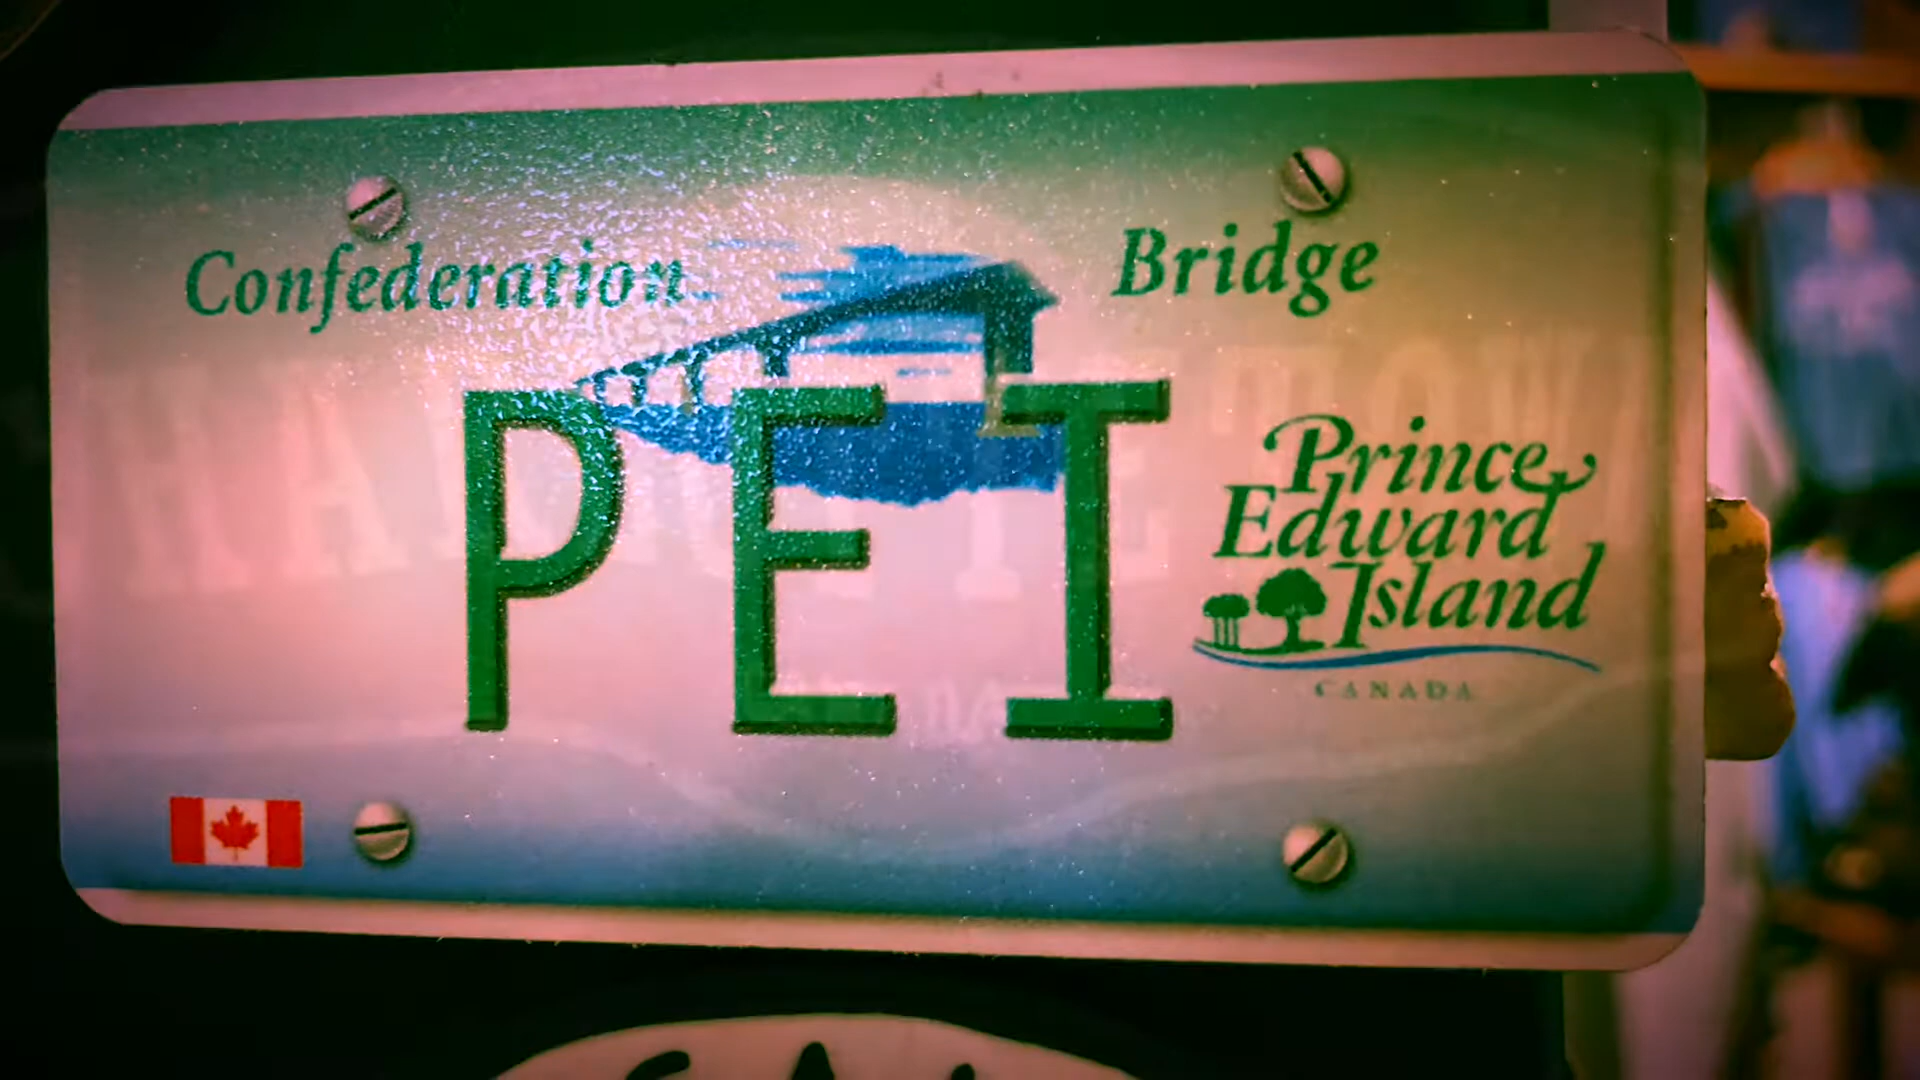 Confederation Bridge
PEI
Prince
Edward
Island
CANADA